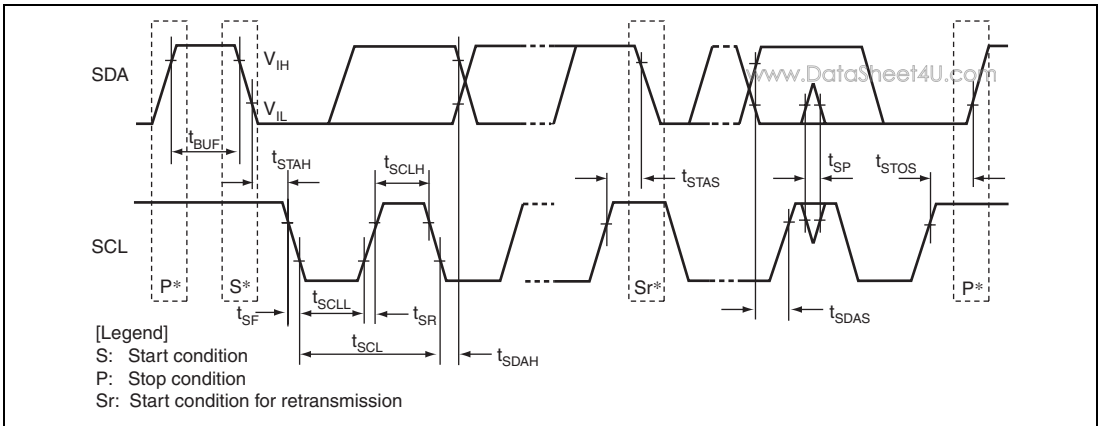 SDA
V_IH
V_IL
www.DataSheet4U.com
t_BUF
t_STAH
t_SCLH
t_STAS
t_SP
t_STOS
SCL
P*
S*
Sr*
P*
t_SF
t_SCLL
t_SR
t_SDAS
t_SCL
t_SDAH
[Legend]
S: Start condition
P: Stop condition
Sr: Start condition for retransmission